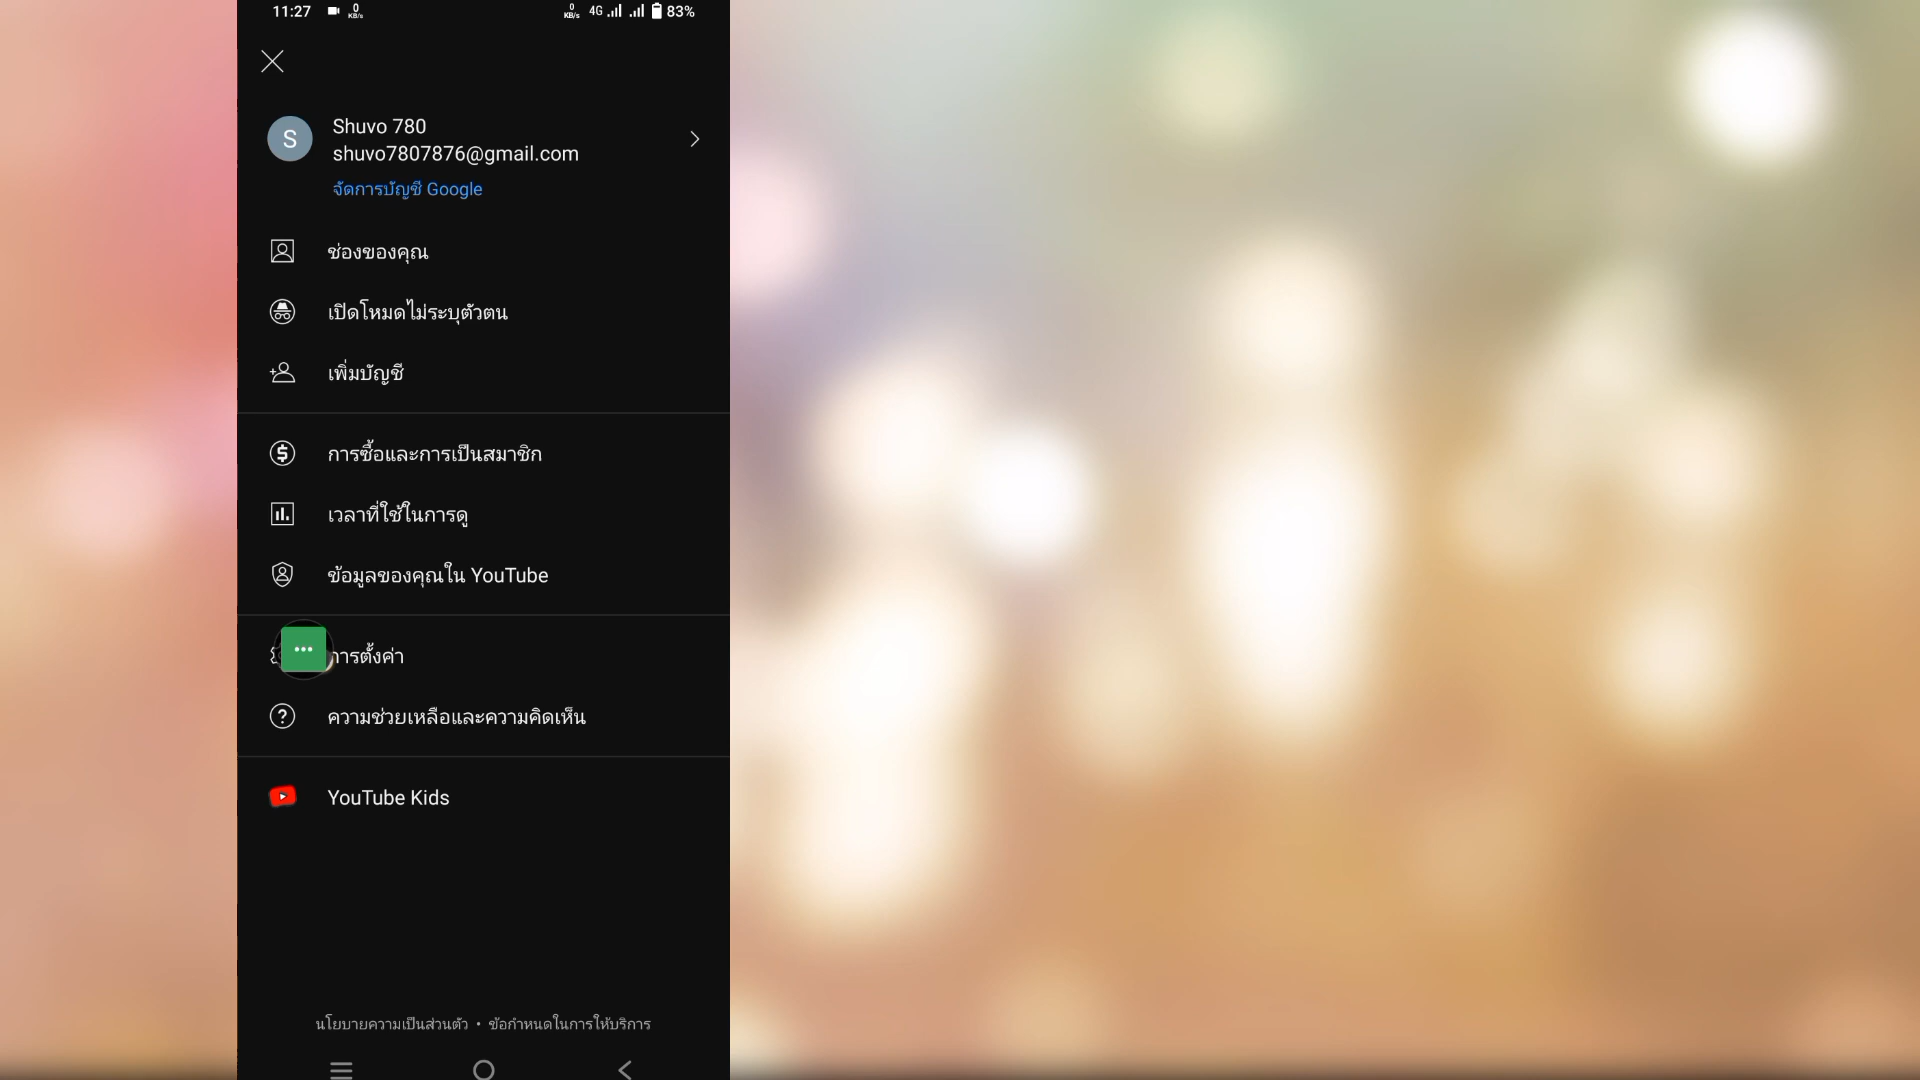 11:27 0 KB/s 0 KB/s 4G 83%
S
Shuvo 780
shuvo7807876@gmail.com
จัดการบัญชี Google
ช่องของคุณ
เปิดโหมดไม่ระบุตัวตน
เพิ่มบัญชี
การซื้อและการเป็นสมาชิก
เวลาที่ใช้ในการดู
ข้อมูลของคุณใน YouTube
การตั้งค่า
ความช่วยเหลือและความคิดเห็น
YouTube Kids
นโยบายความเป็นส่วนตัว • ข้อกำหนดในการให้บริการ